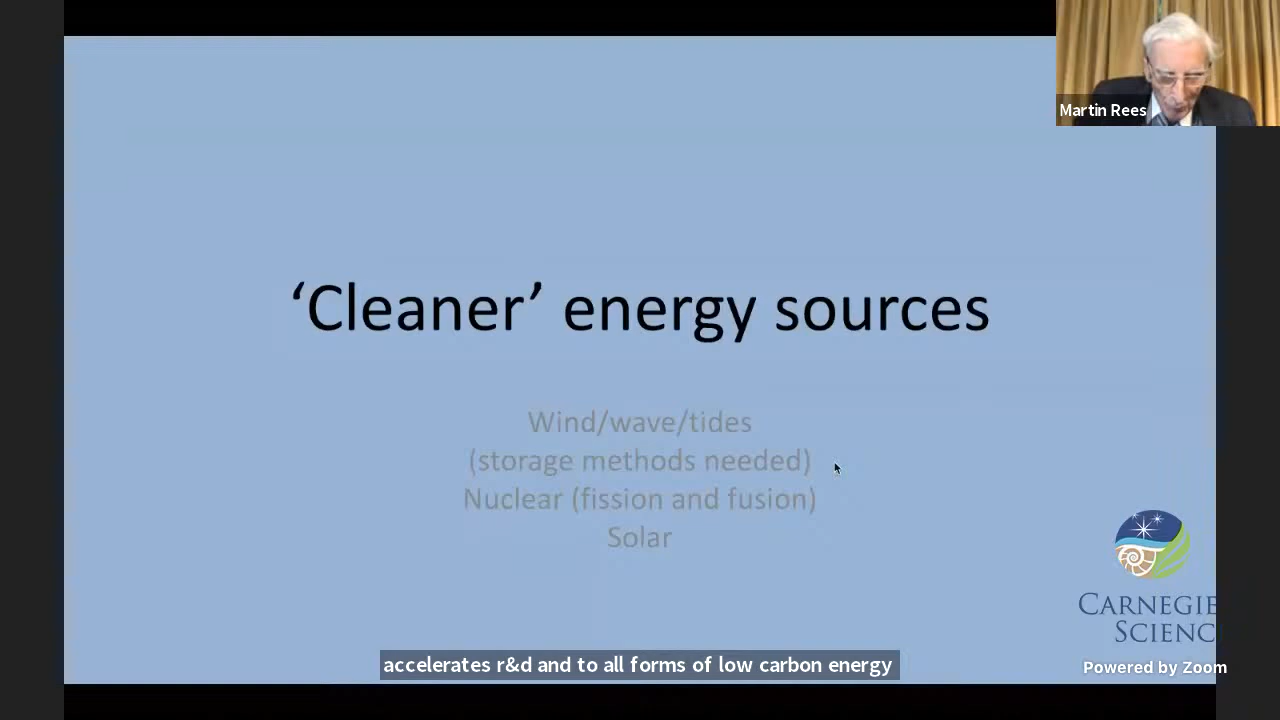 Martin Rees
‘Cleaner’ energy sources
Wind/wave/tides
(storage methods needed)
Nuclear (fission and fusion)
Solar
CARNEGIE
SCIENC
accelerates r&d and to all forms of low carbon energy
Powered by Zoom